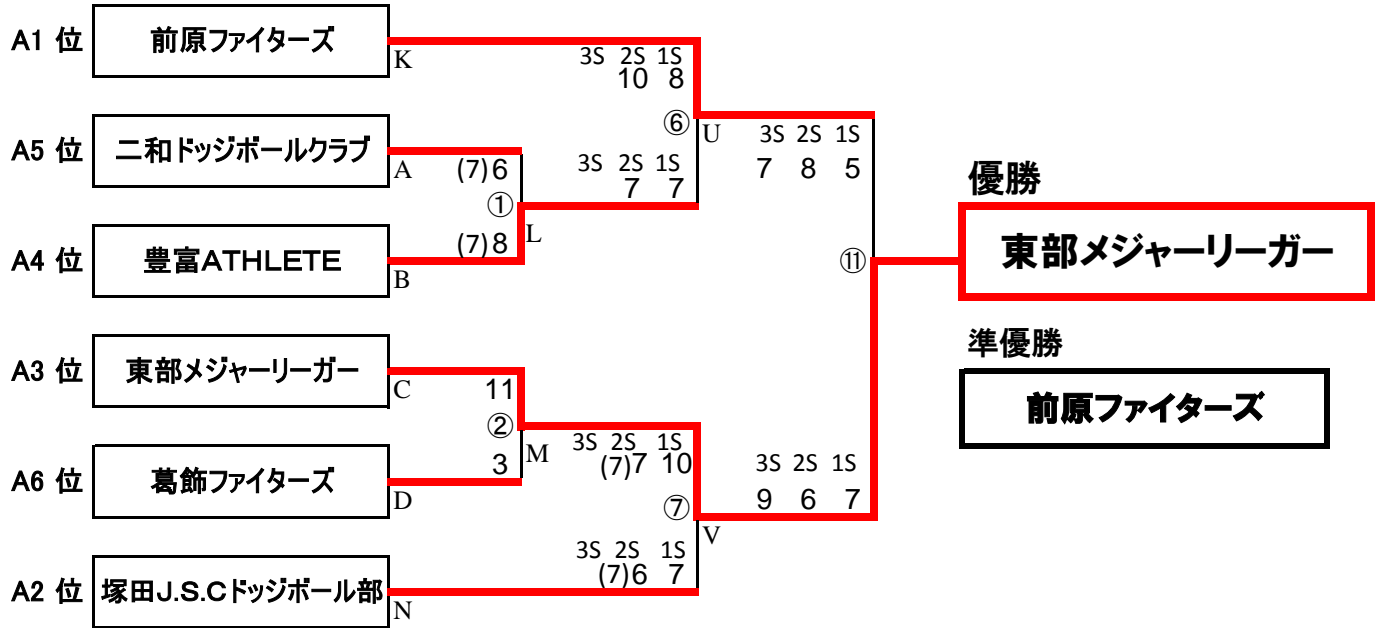 A1 位 前原ファイターズ
K
3S 2S 1S
10 8
⑥
U
3S 2S 1S
7 8 5
A5 位 二和ドッジボールクラブ
A
(7)6
①
L
3S 2S 1S
7 7
A4 位 豊富ATHLETE
B
(7)8
⑪
優勝
東部メジャーリーガー
準優勝
前原ファイターズ
A3 位 東部メジャーリーガー
C
11
②
M
3S 2S 1S
(7)7 10
A6 位 葛飾ファイターズ
D
3
⑦
V
3S 2S 1S
9 6 7
A2 位 塚田J.S.Cドッジボール部
N
3S 2S 1S
(7)6 7